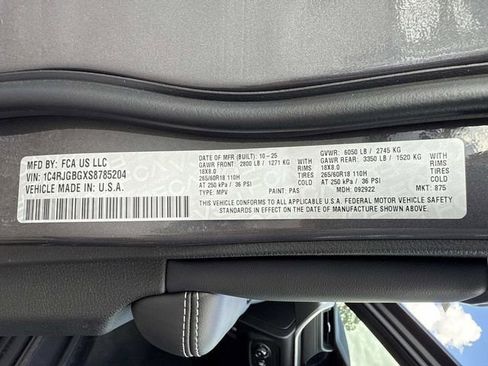 MFD BY: FCA US LLC
VIN: 1C4RJGBGXS8785204
VEHICLE MADE IN U.S.A.
DATE OF MFR (BUILT): 10-25
GAWR FRONT: 2800 LB / 1271 KG
18X8.0 RIMS
265/60R18 110H TIRES
AT 250 kPa / 36 PSI
TYPE: MPV PAINT: PAS
GVWR: 6050 LB / 2745 KG
GAWR REAR: 3350 LB / 1520 KG
18X8.0 RIMS
265/60R18 110H TIRES
AT 250 kPa / 36 PSI
MDH: 092922 MKT: 875
THIS VEHICLE CONFORMS TO ALL APPLICABLE U.S.A. FEDERAL MOTOR VEHICLE SAFETY
STANDARDS IN EFFECT ON THE DATE OF MANUFACTURE SHOWN ABOVE.